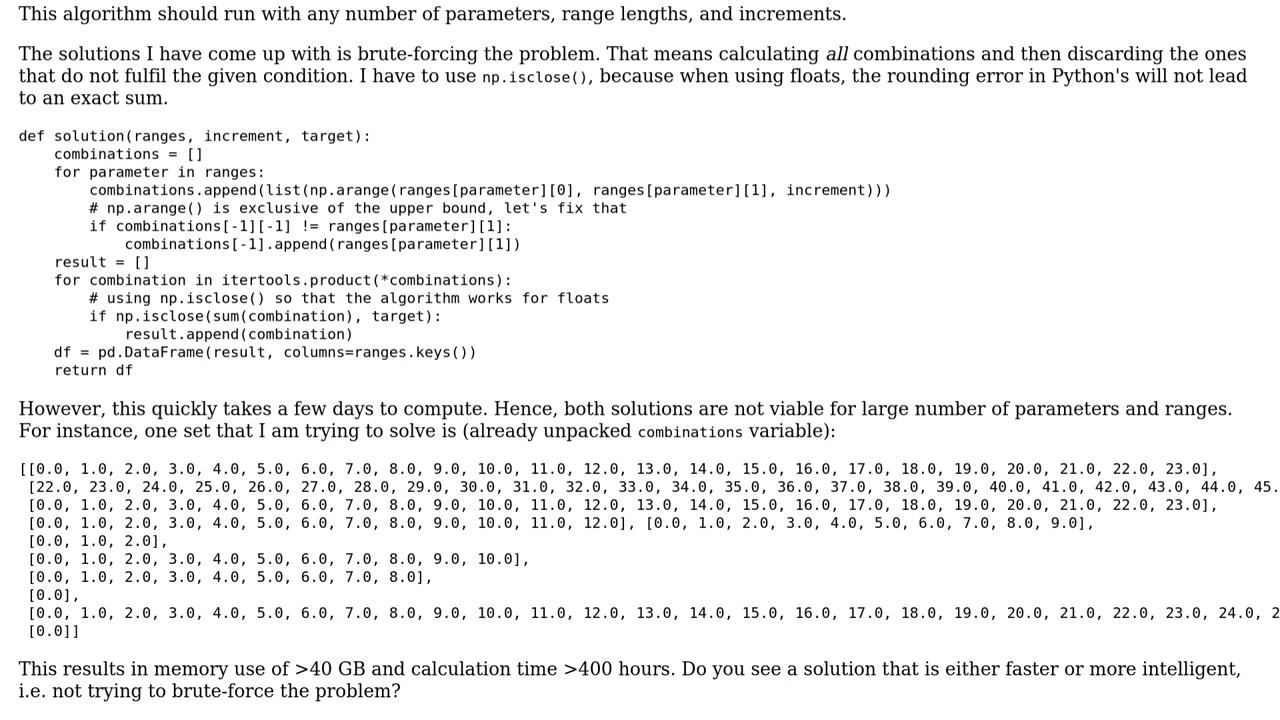 This algorithm should run with any number of parameters, range lengths, and increments.
The solutions I have come up with is brute-forcing the problem. That means calculating all combinations and then discarding the ones
that do not fulfil the given condition. I have to use np.isclose(), because when using floats, the rounding error in Python's will not lead
to an exact sum.
def solution(ranges, increment, target):
    combinations = []
    for parameter in ranges:
        combinations.append(list(np.arange(ranges[parameter][0], ranges[parameter][1], increment)))
        # np.arange() is exclusive of the upper bound, let's fix that
        if combinations[-1][-1] != ranges[parameter][1]:
            combinations[-1].append(ranges[parameter][1])
    result = []
    for combination in itertools.product(*combinations):
        # using np.isclose() so that the algorithm works for floats
        if np.isclose(sum(combination), target):
            result.append(combination)
    df = pd.DataFrame(result, columns=ranges.keys())
    return df
However, this quickly takes a few days to compute. Hence, both solutions are not viable for large number of parameters and ranges.
For instance, one set that I am trying to solve is (already unpacked combinations variable):
[[0.0, 1.0, 2.0, 3.0, 4.0, 5.0, 6.0, 7.0, 8.0, 9.0, 10.0, 11.0, 12.0, 13.0, 14.0, 15.0, 16.0, 17.0, 18.0, 19.0, 20.0, 21.0, 22.0, 23.0],
 [22.0, 23.0, 24.0, 25.0, 26.0, 27.0, 28.0, 29.0, 30.0, 31.0, 32.0, 33.0, 34.0, 35.0, 36.0, 37.0, 38.0, 39.0, 40.0, 41.0, 42.0, 43.0, 44.0, 45.
 [0.0, 1.0, 2.0, 3.0, 4.0, 5.0, 6.0, 7.0, 8.0, 9.0, 10.0, 11.0, 12.0, 13.0, 14.0, 15.0, 16.0, 17.0, 18.0, 19.0, 20.0, 21.0, 22.0, 23.0],
 [0.0, 1.0, 2.0, 3.0, 4.0, 5.0, 6.0, 7.0, 8.0, 9.0, 10.0, 11.0, 12.0], [0.0, 1.0, 2.0, 3.0, 4.0, 5.0, 6.0, 7.0, 8.0, 9.0],
 [0.0, 1.0, 2.0],
 [0.0, 1.0, 2.0, 3.0, 4.0, 5.0, 6.0, 7.0, 8.0, 9.0, 10.0],
 [0.0, 1.0, 2.0, 3.0, 4.0, 5.0, 6.0, 7.0, 8.0],
 [0.0],
 [0.0, 1.0, 2.0, 3.0, 4.0, 5.0, 6.0, 7.0, 8.0, 9.0, 10.0, 11.0, 12.0, 13.0, 14.0, 15.0, 16.0, 17.0, 18.0, 19.0, 20.0, 21.0, 22.0, 23.0, 24.0, 2
 [0.0]]
This results in memory use of >40 GB and calculation time >400 hours. Do you see a solution that is either faster or more intelligent,
i.e. not trying to brute-force the problem?